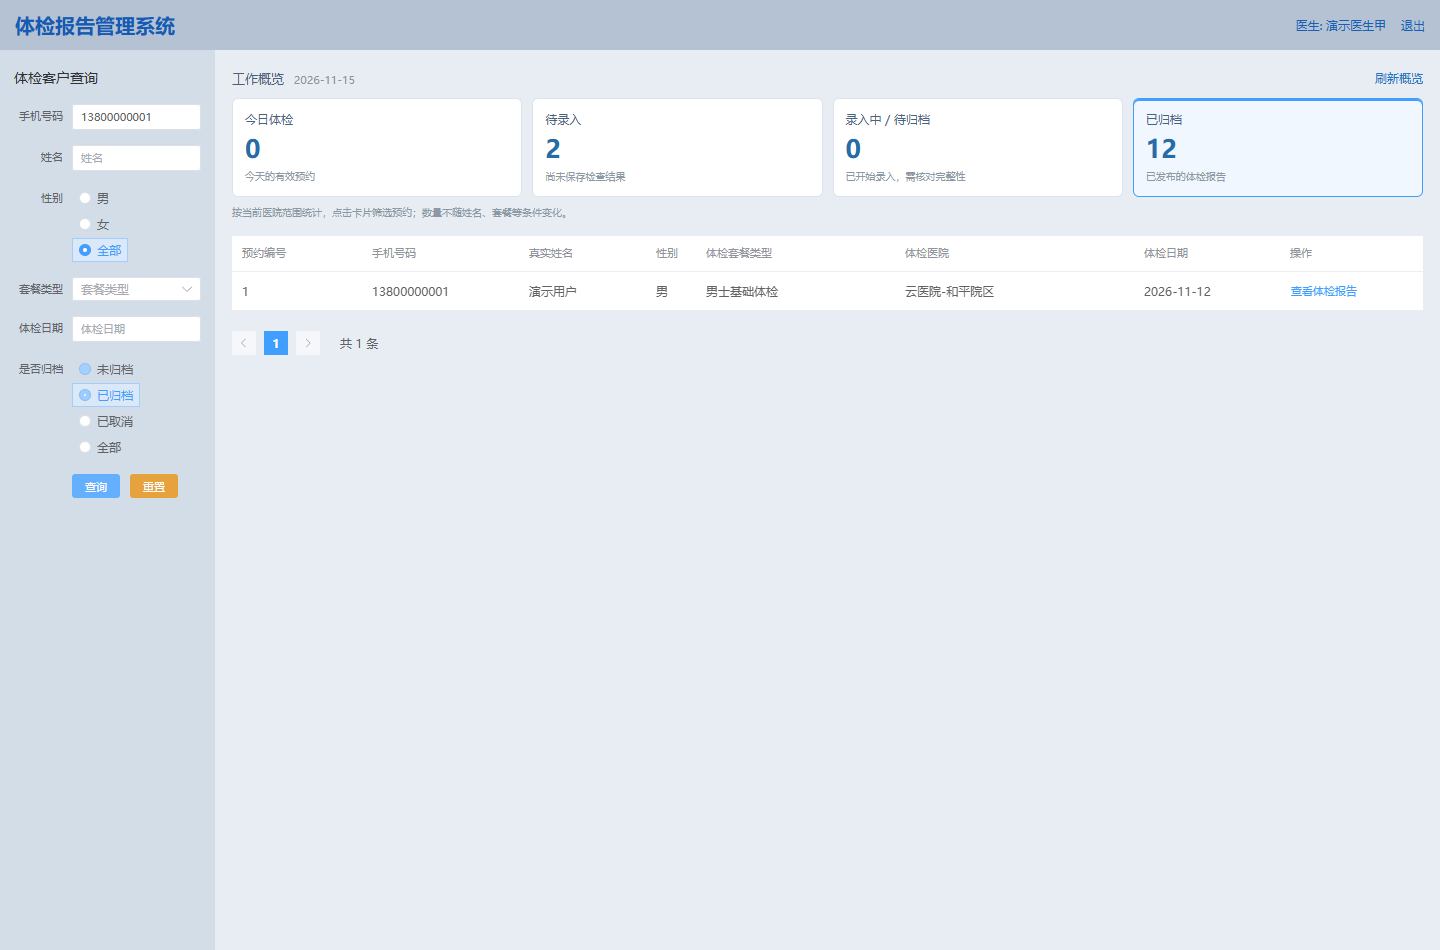 体检报告管理系统
医生: 演示医生甲 退出
体检客户查询
手机号码 13800000001
姓名 姓名
性别 男
女
全部
套餐类型 套餐类型
体检日期 体检日期
是否归档 未归档
已归档
已取消
全部
查询 重置
工作概览 2026-11-15 刷新概览
今日体检
0
今天的有效预约
待录入
2
尚未保存检查结果
录入中 / 待归档
0
已开始录入，需核对完整性
已归档
12
已发布的体检报告
按当前医院范围统计，点击卡片筛选预约；数量不随姓名、套餐等条件变化。
预约编号 手机号码 真实姓名 性别 体检套餐类型 体检医院 体检日期 操作
1 13800000001 演示用户 男 男士基础体检 云医院-和平院区 2026-11-12 查看体检报告
1 共 1 条